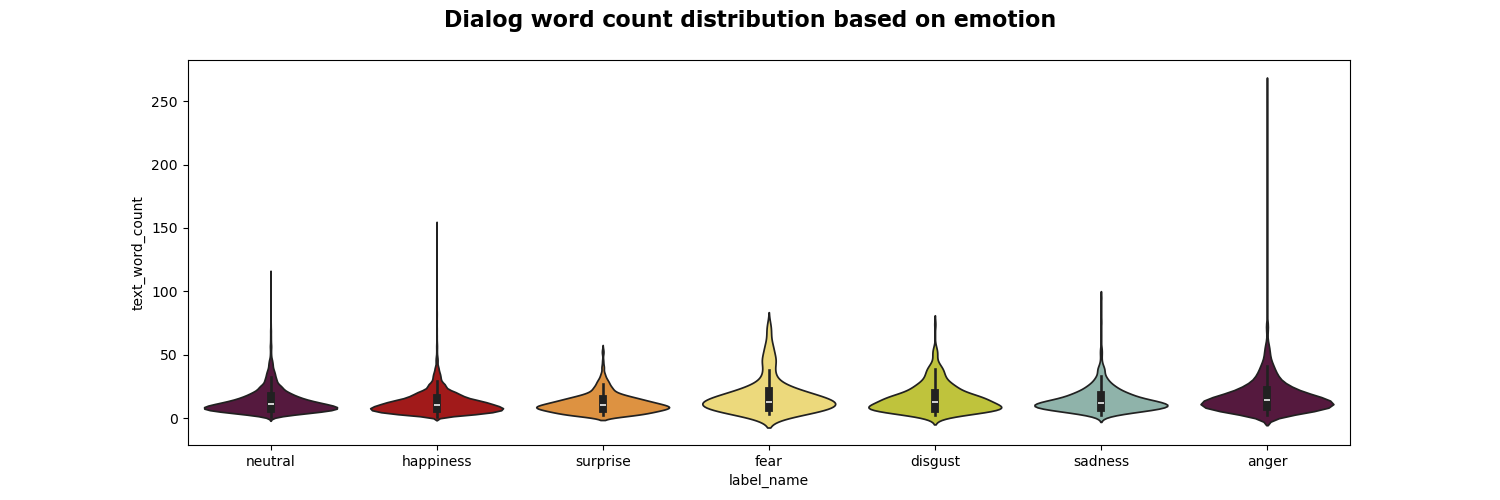 Dialog word count distribution based on emotion
250
200
150
100
50
0
text_word_count
neutral happiness surprise fear disgust sadness anger
label_name